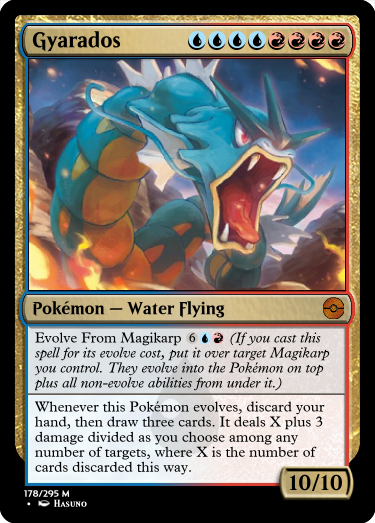 Gyarados
Pokémon — Water Flying
Evolve From Magikarp 6 (If you cast
this spell for its evolve cost, put it over target Magikarp
you control. They evolve into the Pokémon on top
plus all non-evolve abilities from under it.)
Whenever this Pokémon evolves, discard your
hand, then draw three cards. It deals X plus 3
damage divided as you choose among any
number of targets, where X is the number of
cards discarded this way.
10/10
178/295 M
• Hasuno